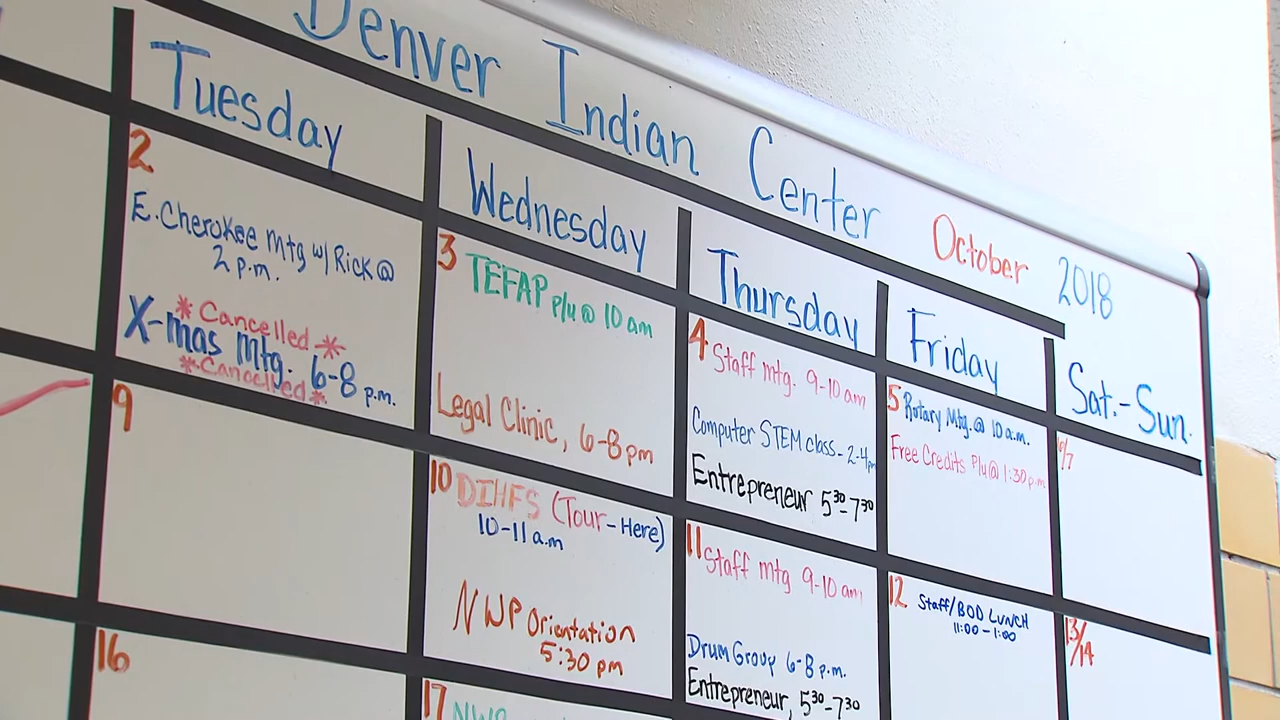 Denver Indian Center October 2018
Tuesday
Wednesday
Thursday
Friday
Sat.-Sun.
2
E. Cherokee mtg w/ Rick @
2 p.m.
* Cancelled *
X-mas Mtg. 6-8 p.m.
* Cancelled *
3
TEFAP p/u @ 10 am
Legal Clinic, 6-8 pm
4
Staff mtg. 9-10 am
Computer STEM class - 2-4pm
Entrepreneur 5³⁰-7³⁰
5
Rotary Mtg. @ 10 a.m.
Free Credits P/u @ 1:30 p.m
6/7
9
10
DIHFS (Tour-Here)
10-11 a.m
NWP Orientation
5:30 pm
11
Staff mtg 9-10 am
Drum Group 6-8 p.m.
Entrepreneur, 5³⁰-7³⁰
12
Staff/BOD LUNCH
11:00 - 1:00
13/14
16
17
NWP